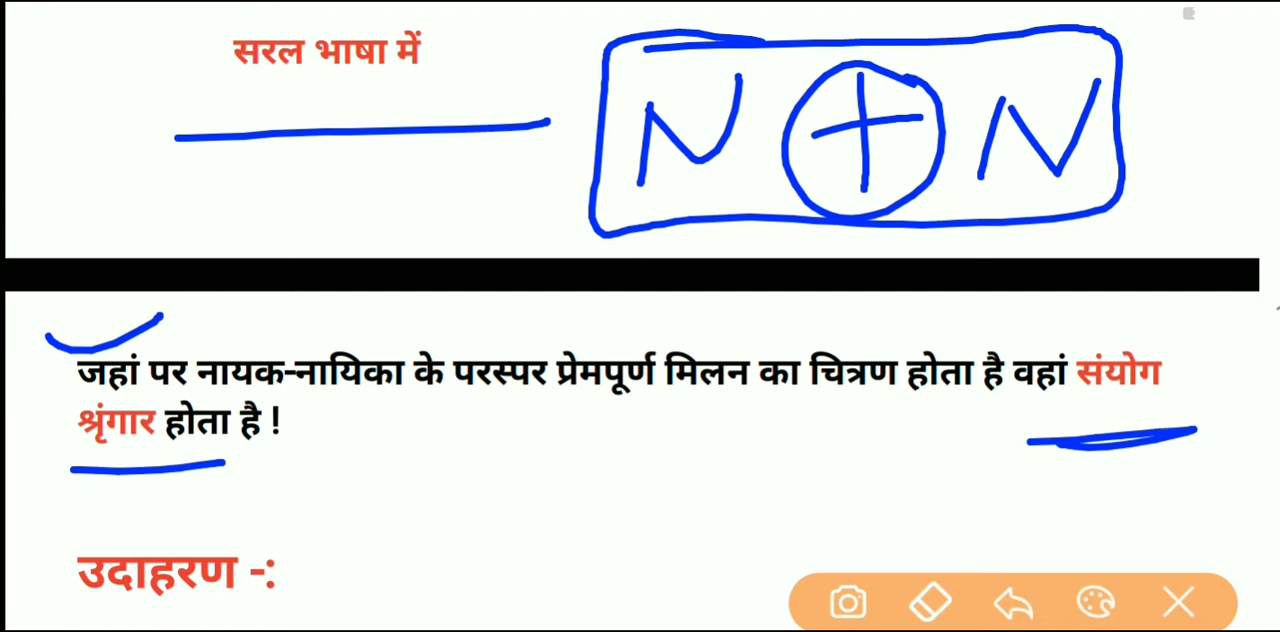 सरल भाषा में
N + N
जहां पर नायक-नायिका के परस्पर प्रेमपूर्ण मिलन का चित्रण होता है वहां संयोग
श्रृंगार होता है !
उदाहरण -: